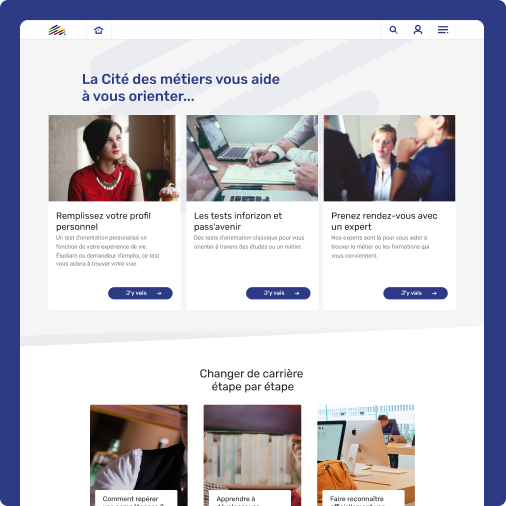 La Cité des métiers vous aide
à vous orienter...
Remplissez votre profil
personnel
Un test d'orientation personnalisé en
fonction de votre expérience de vie.
Étudiant ou demandeur d'emploi, ce test
vous aidera à trouver votre voie.
J'y vais
Les tests inforizon et
pass'avenir
Des tests d'orientation classique pour vous
orienter à travers des études ou un métier.
J'y vais
Prenez rendez-vous avec
un expert
Nos experts sont là pour vous aider à
trouver le métier ou les formations qui
vous conviennent.
J'y vais
Changer de carrière
étape par étape
Comment repérer
Apprendre à
Faire reconnaître